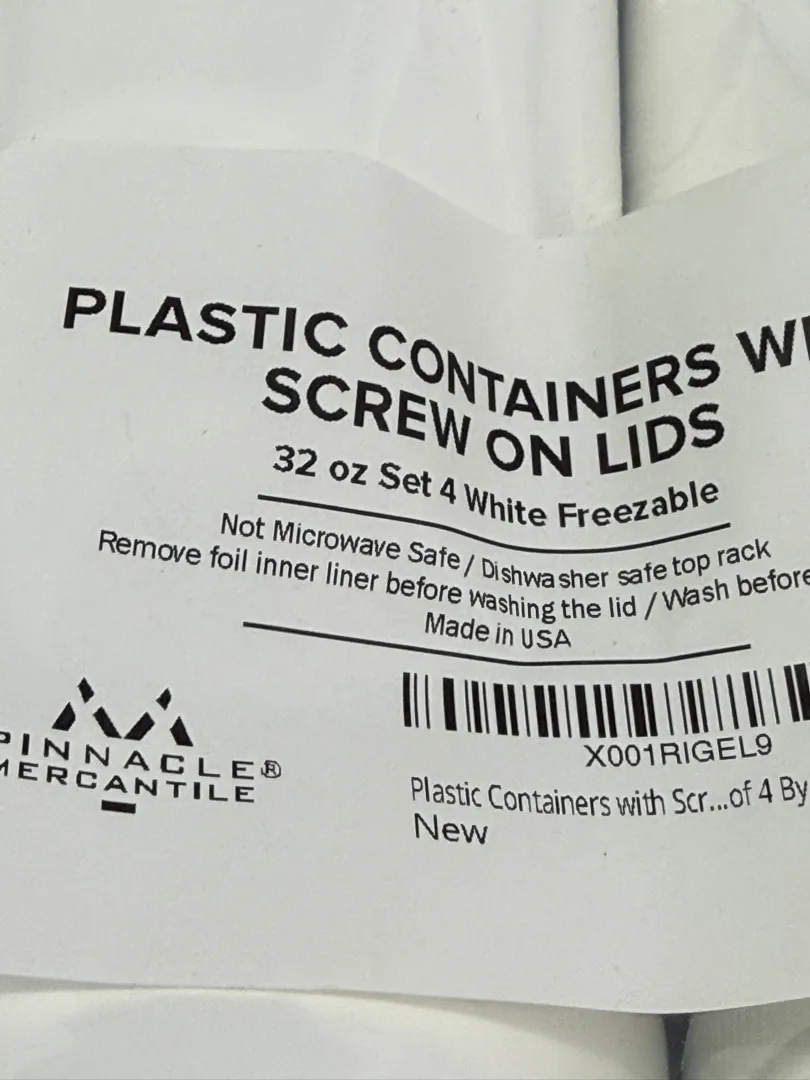 PLASTIC CONTAINERS WI
SCREW ON LIDS
32 oz Set 4 White Freezable
Not Microwave Safe / Dishwasher safe top rack
Remove foil inner liner before washing the lid / Wash before
Made in USA
PINNACLE®
MERCANTILE
X001RIGEL9
Plastic Containers with Scr...of 4 By
New